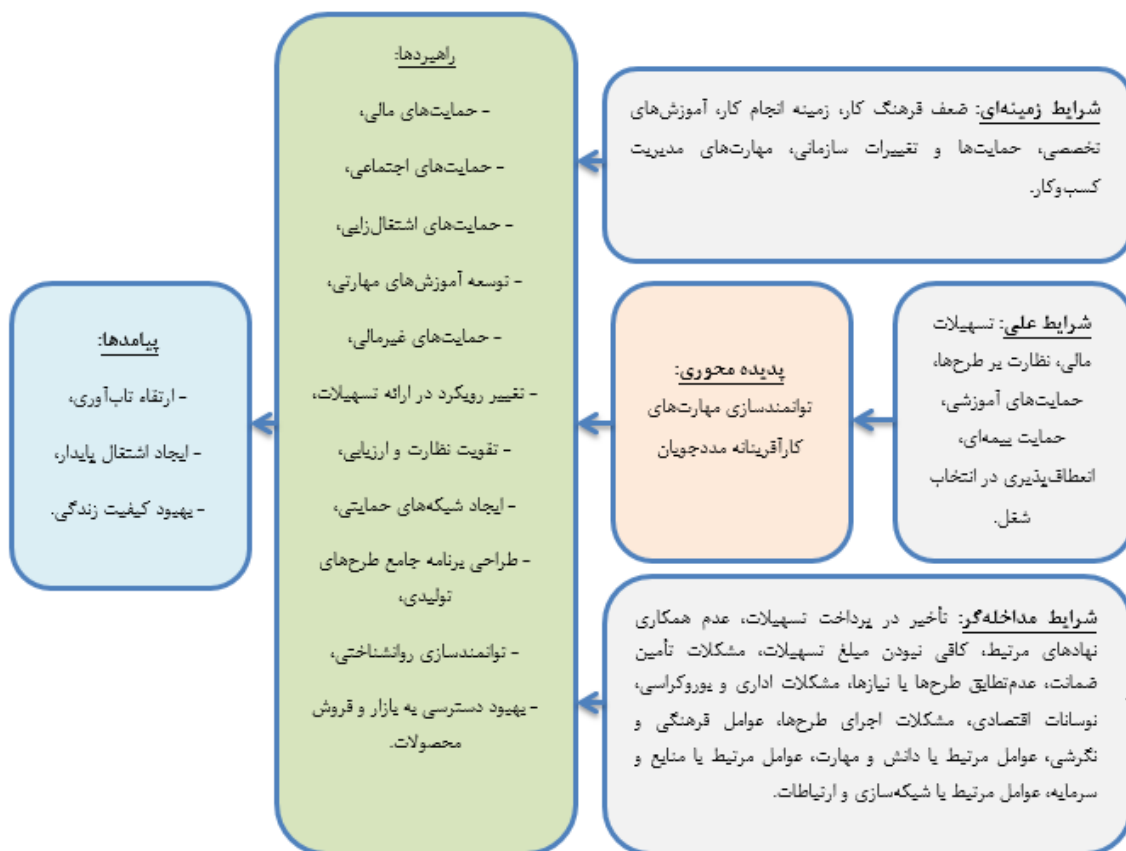 شرایط زمینه‌ای: ضعف فرهنگ کار، زمینه انجام کار، آموزش‌های
تخصصی، حمایت‌ها و تغییرات سازمانی، مهارت‌های مدیریت
کسب‌وکار.
شرایط علی: تسهیلات
مالی، نظارت بر طرح‌ها،
حمایت‌های آموزشی،
حمایت بیمه‌ای،
انعطاف‌پذیری در انتخاب
شغل.
پدیده محوری:
توانمندسازی مهارت‌های
کارآفرینانه مددجویان
شرایط مداخله‌گر: تأخیر در پرداخت تسهیلات، عدم همکاری
نهادهای مرتبط، کافی نبودن مبلغ تسهیلات، مشکلات تأمین
ضمانت، عدم‌تطابق طرح‌ها با نیازها، مشکلات اداری و بوروکراسی،
نوسانات اقتصادی، مشکلات اجرای طرح‌ها، عوامل فرهنگی و
نگرشی، عوامل مرتبط با دانش و مهارت، عوامل مرتبط با منابع و
سرمایه، عوامل مرتبط با شبکه‌سازی و ارتباطات.
راهبردها:
- حمایت‌های مالی،
- حمایت‌های اجتماعی،
- حمایت‌های اشتغال‌زایی،
- توسعه آموزش‌های مهارتی،
- حمایت‌های غیرمالی،
- تغییر رویکرد در ارائه تسهیلات،
- تقویت نظارت و ارزیابی،
- ایجاد شبکه‌های حمایتی،
- طراحی برنامه جامع طرح‌های
تولیدی،
- توانمندسازی روانشناختی،
- بهبود دسترسی به بازار و فروش
محصولات.
پیامدها:
- ارتقاء تاب‌آوری،
- ایجاد اشتغال پایدار،
- بهبود کیفیت زندگی.